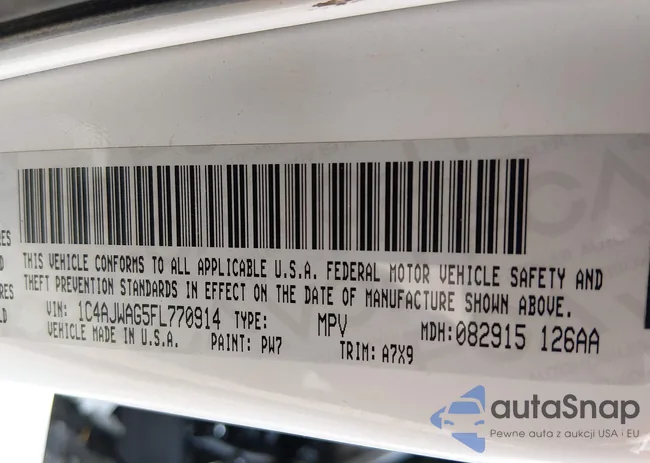 THIS VEHICLE CONFORMS TO ALL APPLICABLE U.S.A. FEDERAL MOTOR VEHICLE SAFETY AND
THEFT PREVENTION STANDARDS IN EFFECT ON THE DATE OF MANUFACTURE SHOWN ABOVE.
VIN: 1C4AJWAG5FL770914 TYPE: MPV MDH:082915 126AA
VEHICLE MADE IN U.S.A. PAINT: PW7 TRIM: A7X9
autaSnap
Pewne auta z aukcji USA i EU